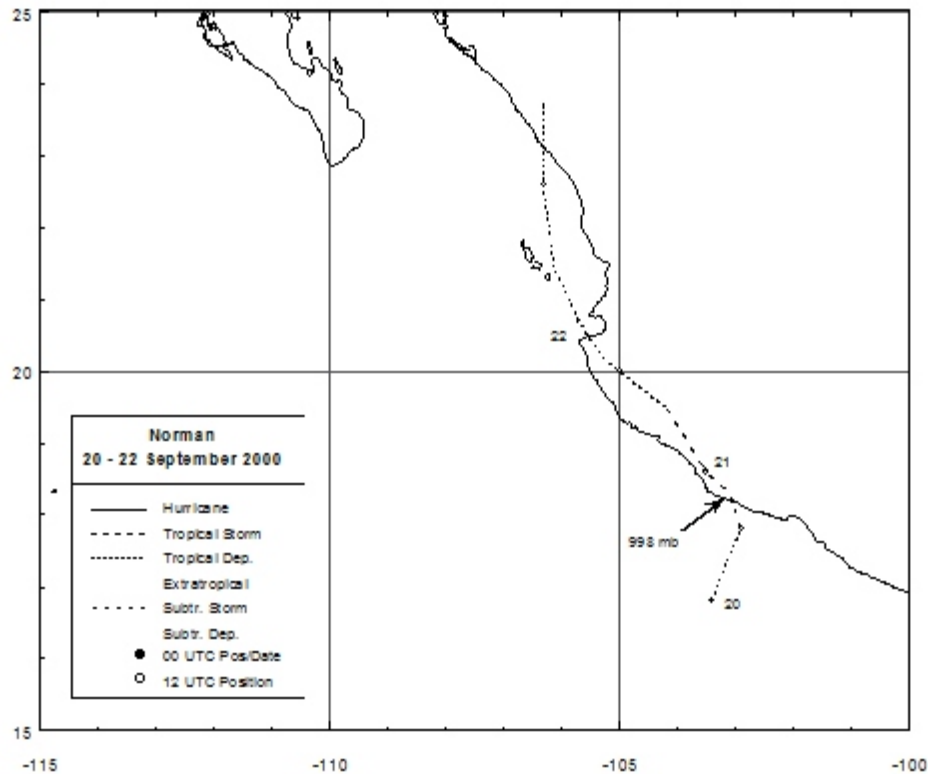 25
22
20
21
998 mb
20
15
-115
-110
-105
-100
Norman
20 - 22 September 2000
Hurricane
Tropical Storm
Tropical Dep.
Extratropical
Subtr. Storm
Subtr. Dep.
00 UTC Pos/Date
12 UTC Position